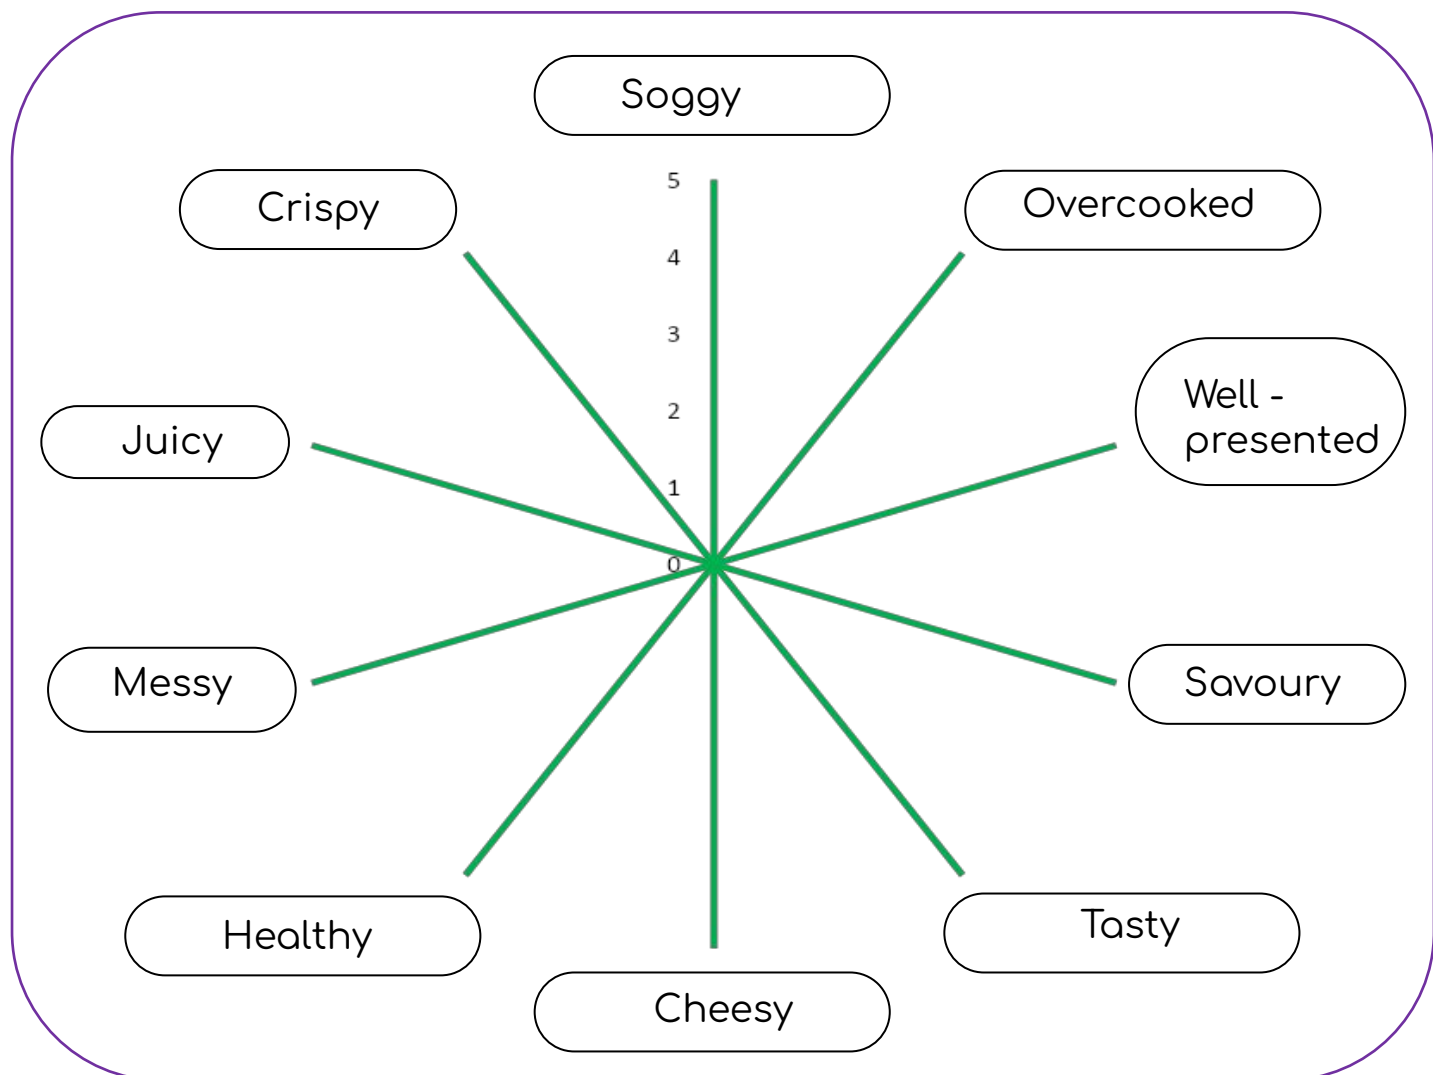 Soggy
Crispy
5
Overcooked
4
3
Well -
presented
2
Juicy
1
0
Messy
Savoury
Healthy
Tasty
Cheesy